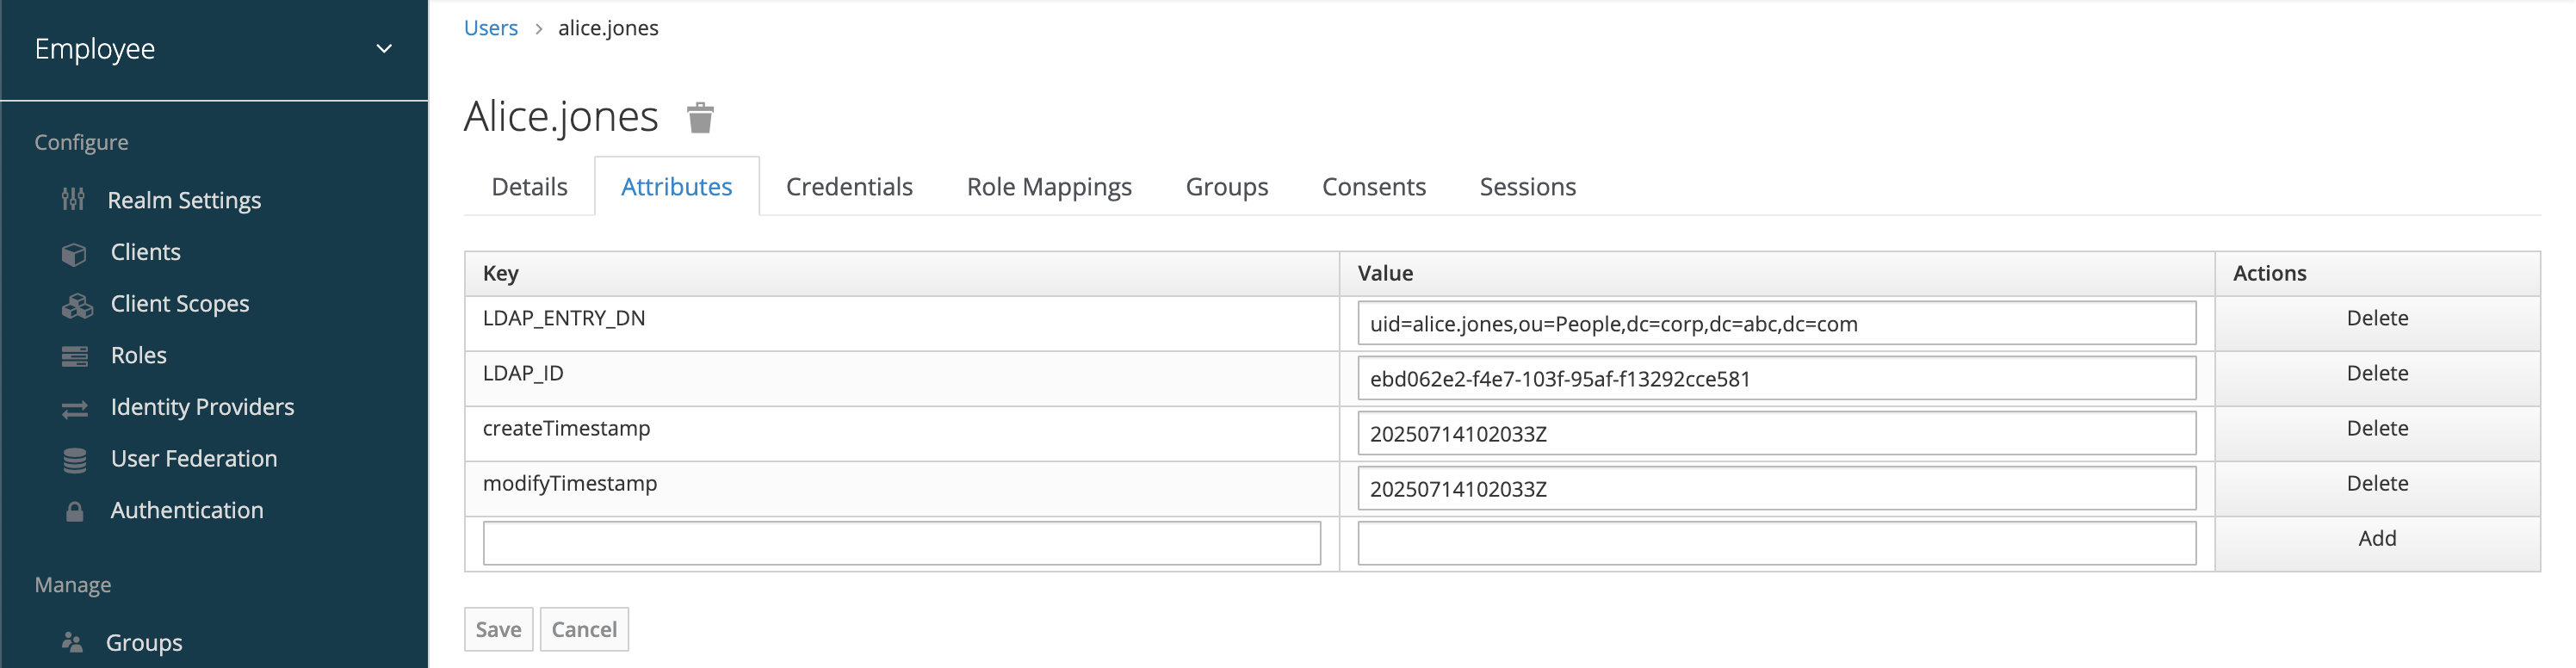 Employee
Configure
Realm Settings
Clients
Client Scopes
Roles
Identity Providers
User Federation
Authentication
Manage
Groups
Users > alice.jones
Alice.jones
Details Attributes Credentials Role Mappings Groups Consents Sessions
Key Value Actions
LDAP_ENTRY_DN uid=alice.jones,ou=People,dc=corp,dc=abc,dc=com Delete
LDAP_ID ebd062e2-f4e7-103f-95af-f13292cce581 Delete
createTimestamp 20250714102033Z Delete
modifyTimestamp 20250714102033Z Delete
Add
Save Cancel